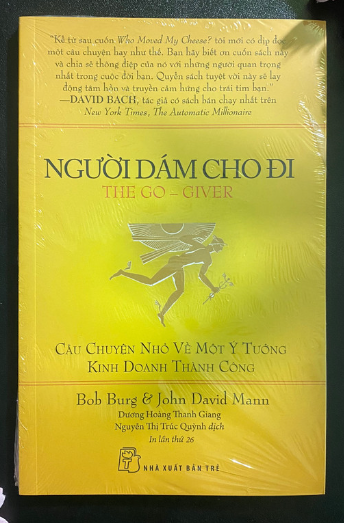 "Kể từ sau cuốn Who Moved My Cheese? tôi mới có dịp đọc
một câu chuyện hay như thế. Bạn hãy biết ơn cuốn sách này
và chia sẻ thông điệp của nó với những người quan trọng
nhất trong cuộc đời bạn. Quyển sách tuyệt vời này sẽ lay
động tâm hồn và truyền cảm hứng cho trái tim bạn."
—DAVID BACH, tác giả có sách bán chạy nhất trên
New York Times, The Automatic Millionaire
NGƯỜI DÁM CHO ĐI
THE GO – GIVER
CÂU CHUYỆN NHỎ VỀ MỘT Ý TƯỞNG
KINH DOANH THÀNH CÔNG
Bob Burg & John David Mann
Dương Hoàng Thanh Giang
Nguyễn Thị Trúc Quỳnh dịch
In lần thứ 26
NHÀ XUẤT BẢN TRẺ